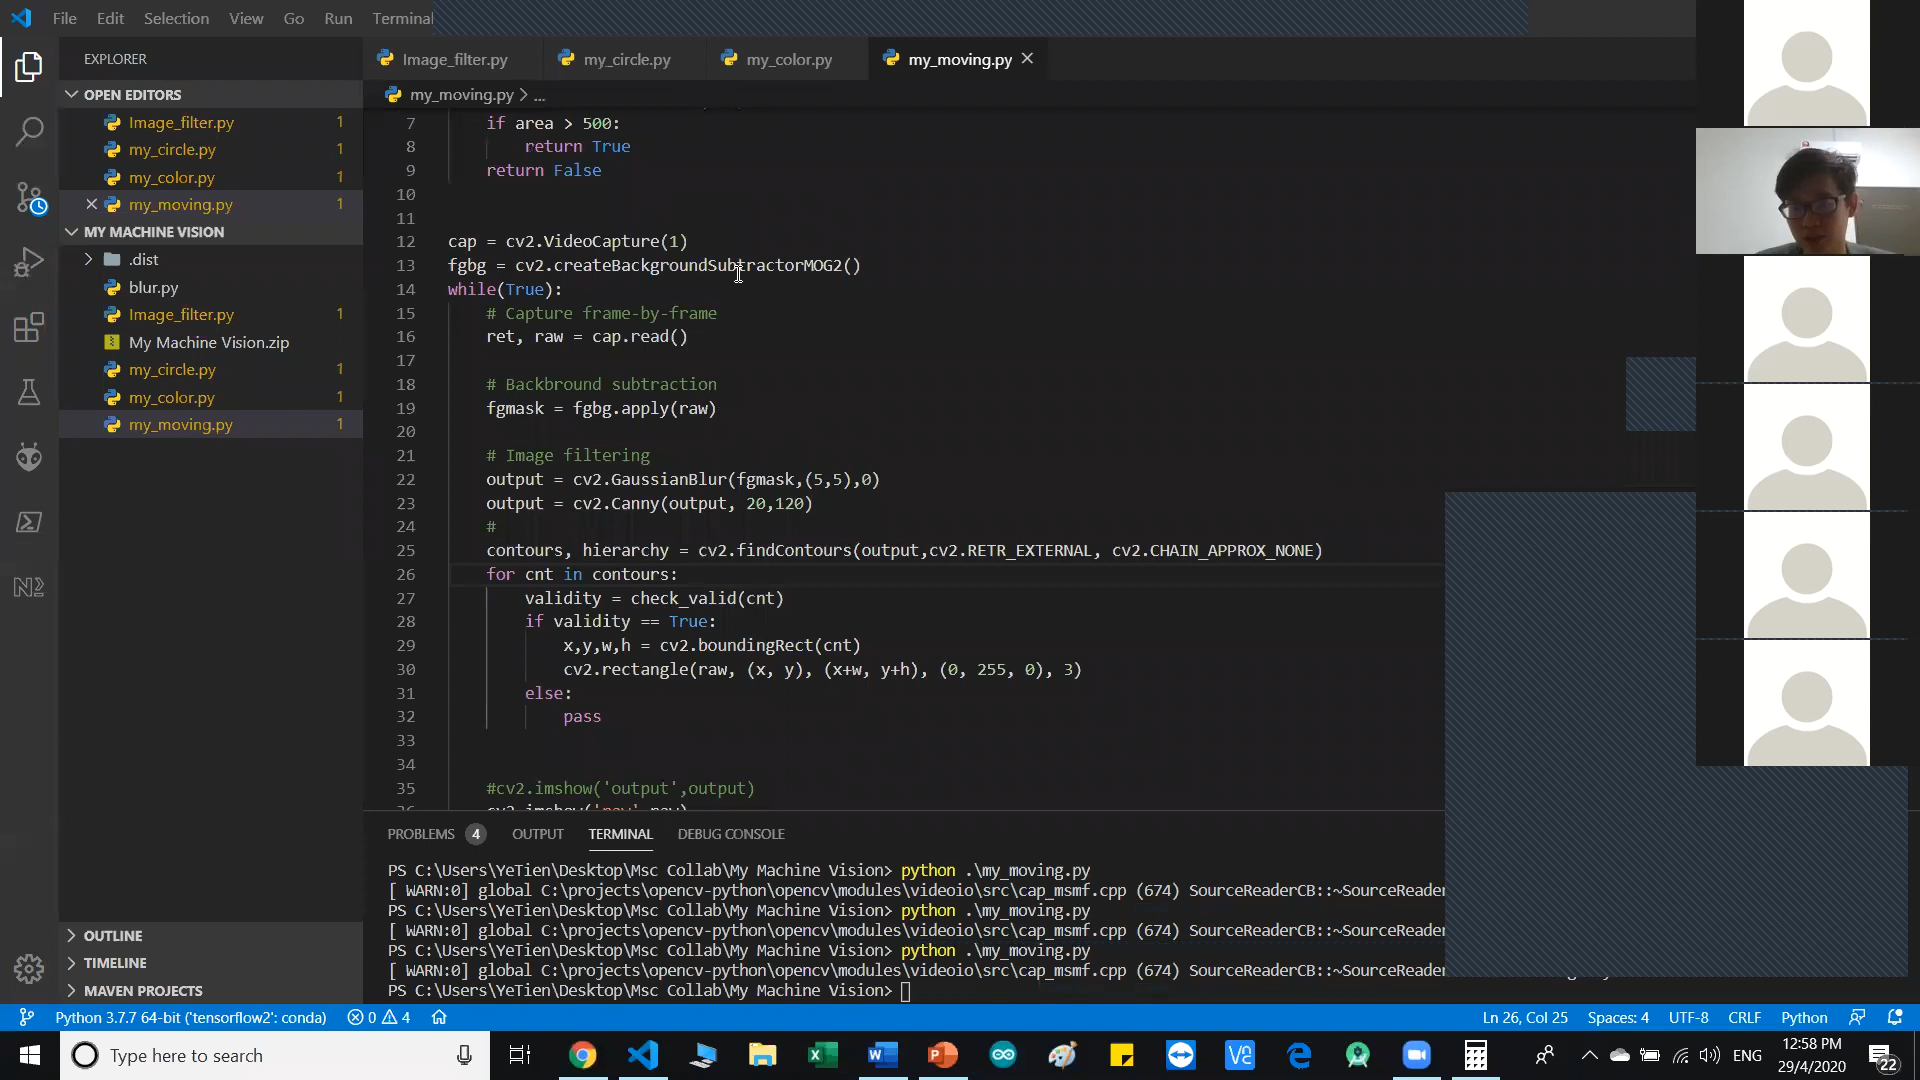 File Edit Selection View Go Run Terminal
EXPLORER
Image_filter.py my_circle.py my_color.py my_moving.py
OPEN EDITORS
my_moving.py > ...
Image_filter.py 1
my_circle.py 1
my_color.py 1
my_moving.py 1
MY MACHINE VISION
.dist
blur.py
Image_filter.py 1
My Machine Vision.zip
my_circle.py 1
my_color.py 1
my_moving.py 1
OUTLINE
TIMELINE
MAVEN PROJECTS
7 if area > 500:
8 return True
9 return False
10
11
12 cap = cv2.VideoCapture(1)
13 fgbg = cv2.createBackgroundSubtractorMOG2()
14 while(True):
15 # Capture frame-by-frame
16 ret, raw = cap.read()
17
18 # Backbround subtraction
19 fgmask = fgbg.apply(raw)
20
21 # Image filtering
22 output = cv2.GaussianBlur(fgmask,(5,5),0)
23 output = cv2.Canny(output, 20,120)
24 #
25 contours, hierarchy = cv2.findContours(output,cv2.RETR_EXTERNAL, cv2.CHAIN_APPROX_NONE)
26 for cnt in contours:
27 validity = check_valid(cnt)
28 if validity == True:
29 x,y,w,h = cv2.boundingRect(cnt)
30 cv2.rectangle(raw, (x, y), (x+w, y+h), (0, 255, 0), 3)
31 else:
32 pass
33
34
35 #cv2.imshow('output',output)
PROBLEMS 4 OUTPUT TERMINAL DEBUG CONSOLE
PS C:\Users\YeTien\Desktop\Msc Collab\My Machine Vision> python .\my_moving.py
[ WARN:0] global C:\projects\opencv-python\opencv\modules\videoio\src\cap_msmf.cpp (674) SourceReaderCB::~SourceReader
PS C:\Users\YeTien\Desktop\Msc Collab\My Machine Vision> python .\my_moving.py
[ WARN:0] global C:\projects\opencv-python\opencv\modules\videoio\src\cap_msmf.cpp (674) SourceReaderCB::~SourceReader
PS C:\Users\YeTien\Desktop\Msc Collab\My Machine Vision> python .\my_moving.py
[ WARN:0] global C:\projects\opencv-python\opencv\modules\videoio\src\cap_msmf.cpp (674) SourceReaderCB::~SourceReader
PS C:\Users\YeTien\Desktop\Msc Collab\My Machine Vision>
Python 3.7.7 64-bit ('tensorflow2': conda) 0 4 Ln 26, Col 25 Spaces: 4 UTF-8 CRLF Python
Type here to search ENG 12:58 PM
29/4/2020 22